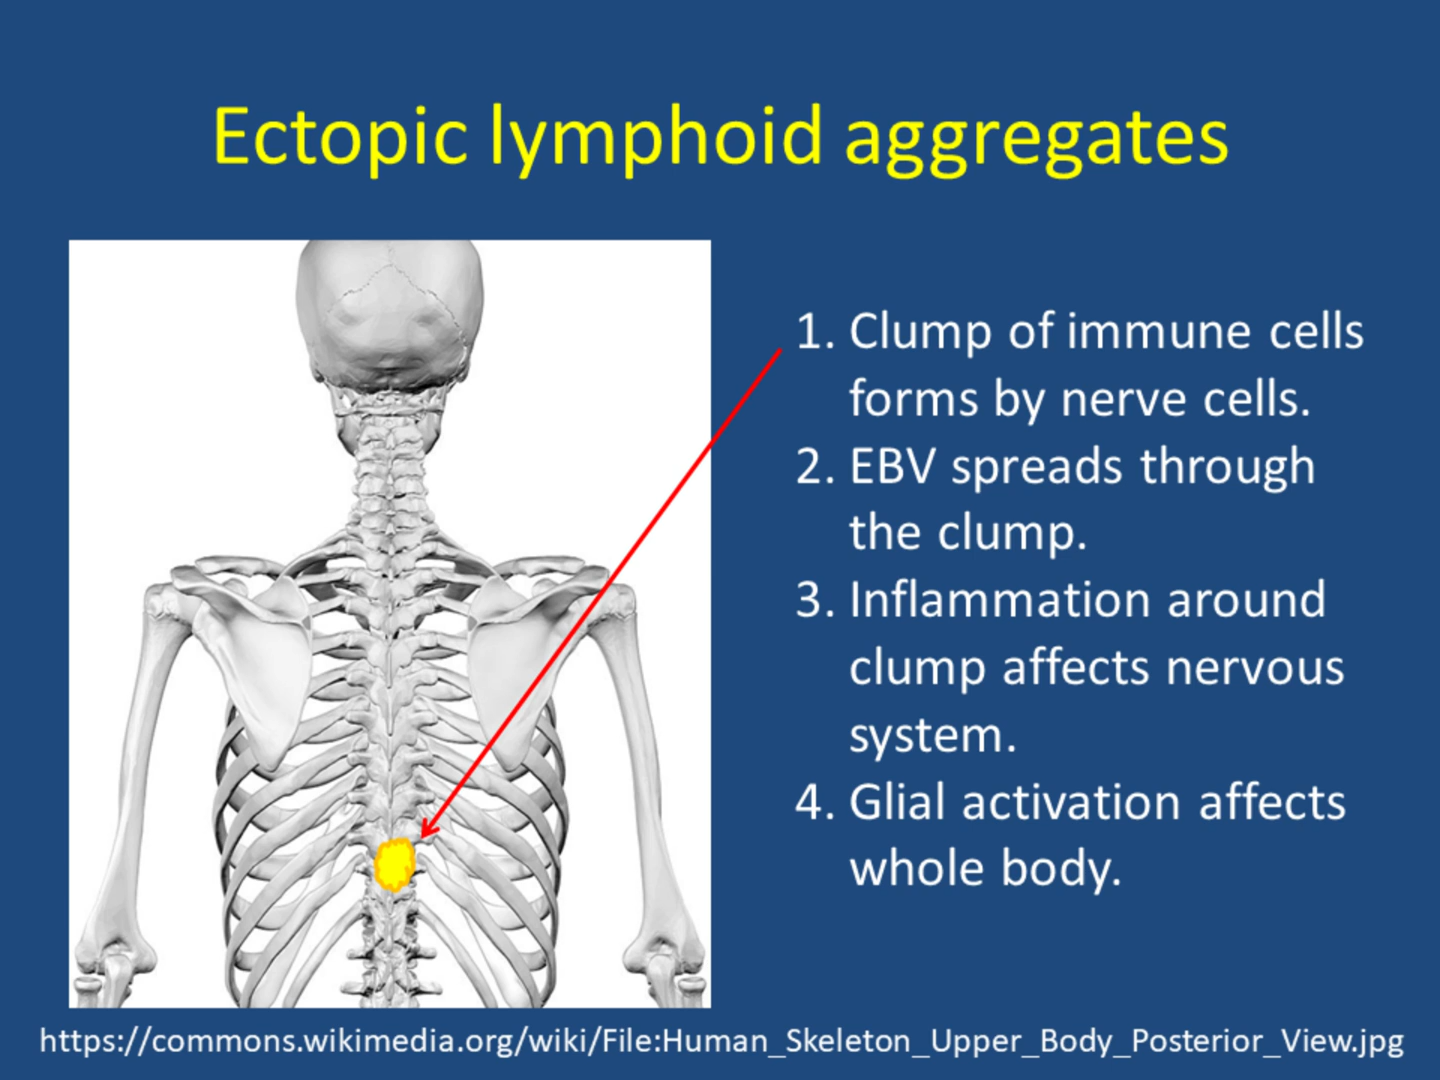 Ectopic lymphoid aggregates
1. Clump of immune cells
forms by nerve cells.
2. EBV spreads through
the clump.
3. Inflammation around
clump affects nervous
system.
4. Glial activation affects
whole body.
https://commons.wikimedia.org/wiki/File:Human_Skeleton_Upper_Body_Posterior_View.jpg